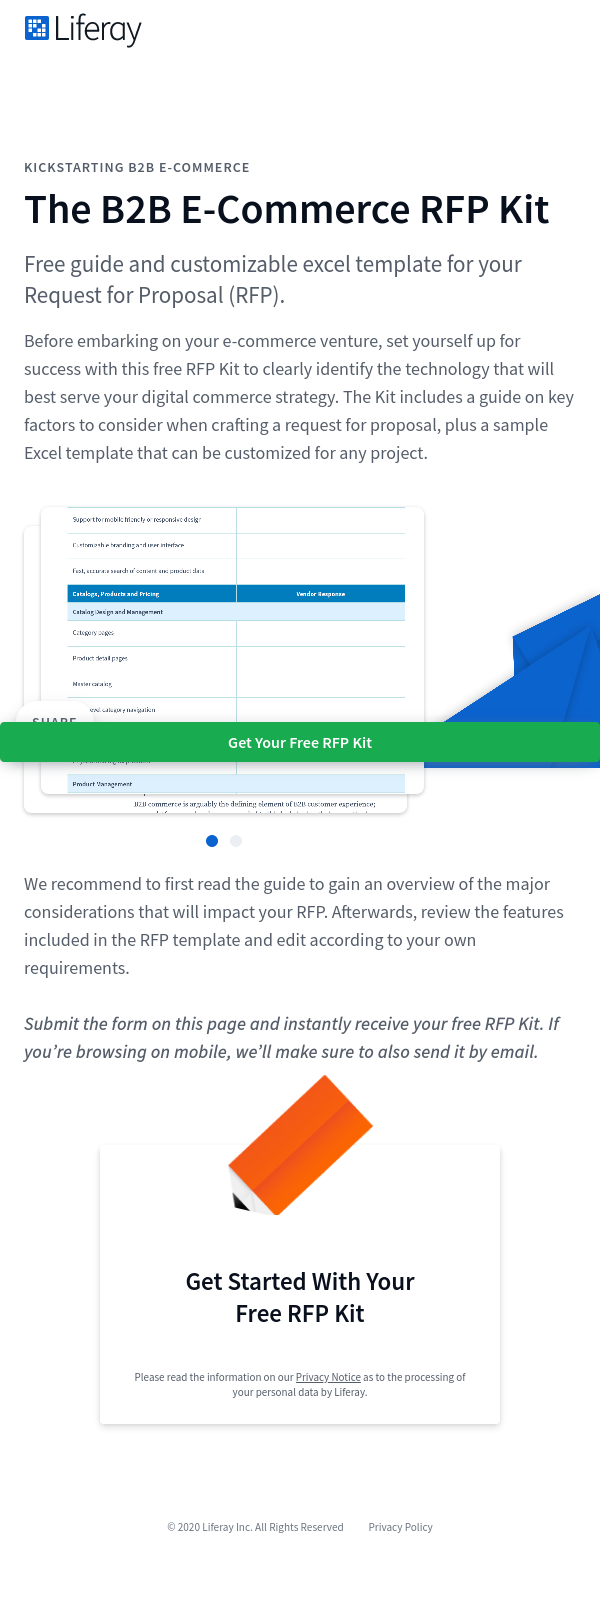 Liferay
KICKSTARTING B2B E-COMMERCE
The B2B E-Commerce RFP Kit
Free guide and customizable excel template for your
Request for Proposal (RFP).
Before embarking on your e-commerce venture, set yourself up for
success with this free RFP Kit to clearly identify the technology that will
best serve your digital commerce strategy. The Kit includes a guide on key
factors to consider when crafting a request for proposal, plus a sample
Excel template that can be customized for any project.
Support for mobile friendly or responsive design
Customizable branding and user interface
Fast, accurate search of content and product data
Catalogs, Products and Pricing Vendor Response
Catalog Design and Management
Category pages
Product detail pages
Master catalog
category navigation
SHARE
Get Your Free RFP Kit
Product Management
B2B commerce is arguably the defining element of B2B customer experience;
We recommend to first read the guide to gain an overview of the major
considerations that will impact your RFP. Afterwards, review the features
included in the RFP template and edit according to your own
requirements.
Submit the form on this page and instantly receive your free RFP Kit. If
you’re browsing on mobile, we’ll make sure to also send it by email.
Get Started With Your
Free RFP Kit
Please read the information on our Privacy Notice as to the processing of
your personal data by Liferay.
© 2020 Liferay Inc. All Rights Reserved Privacy Policy